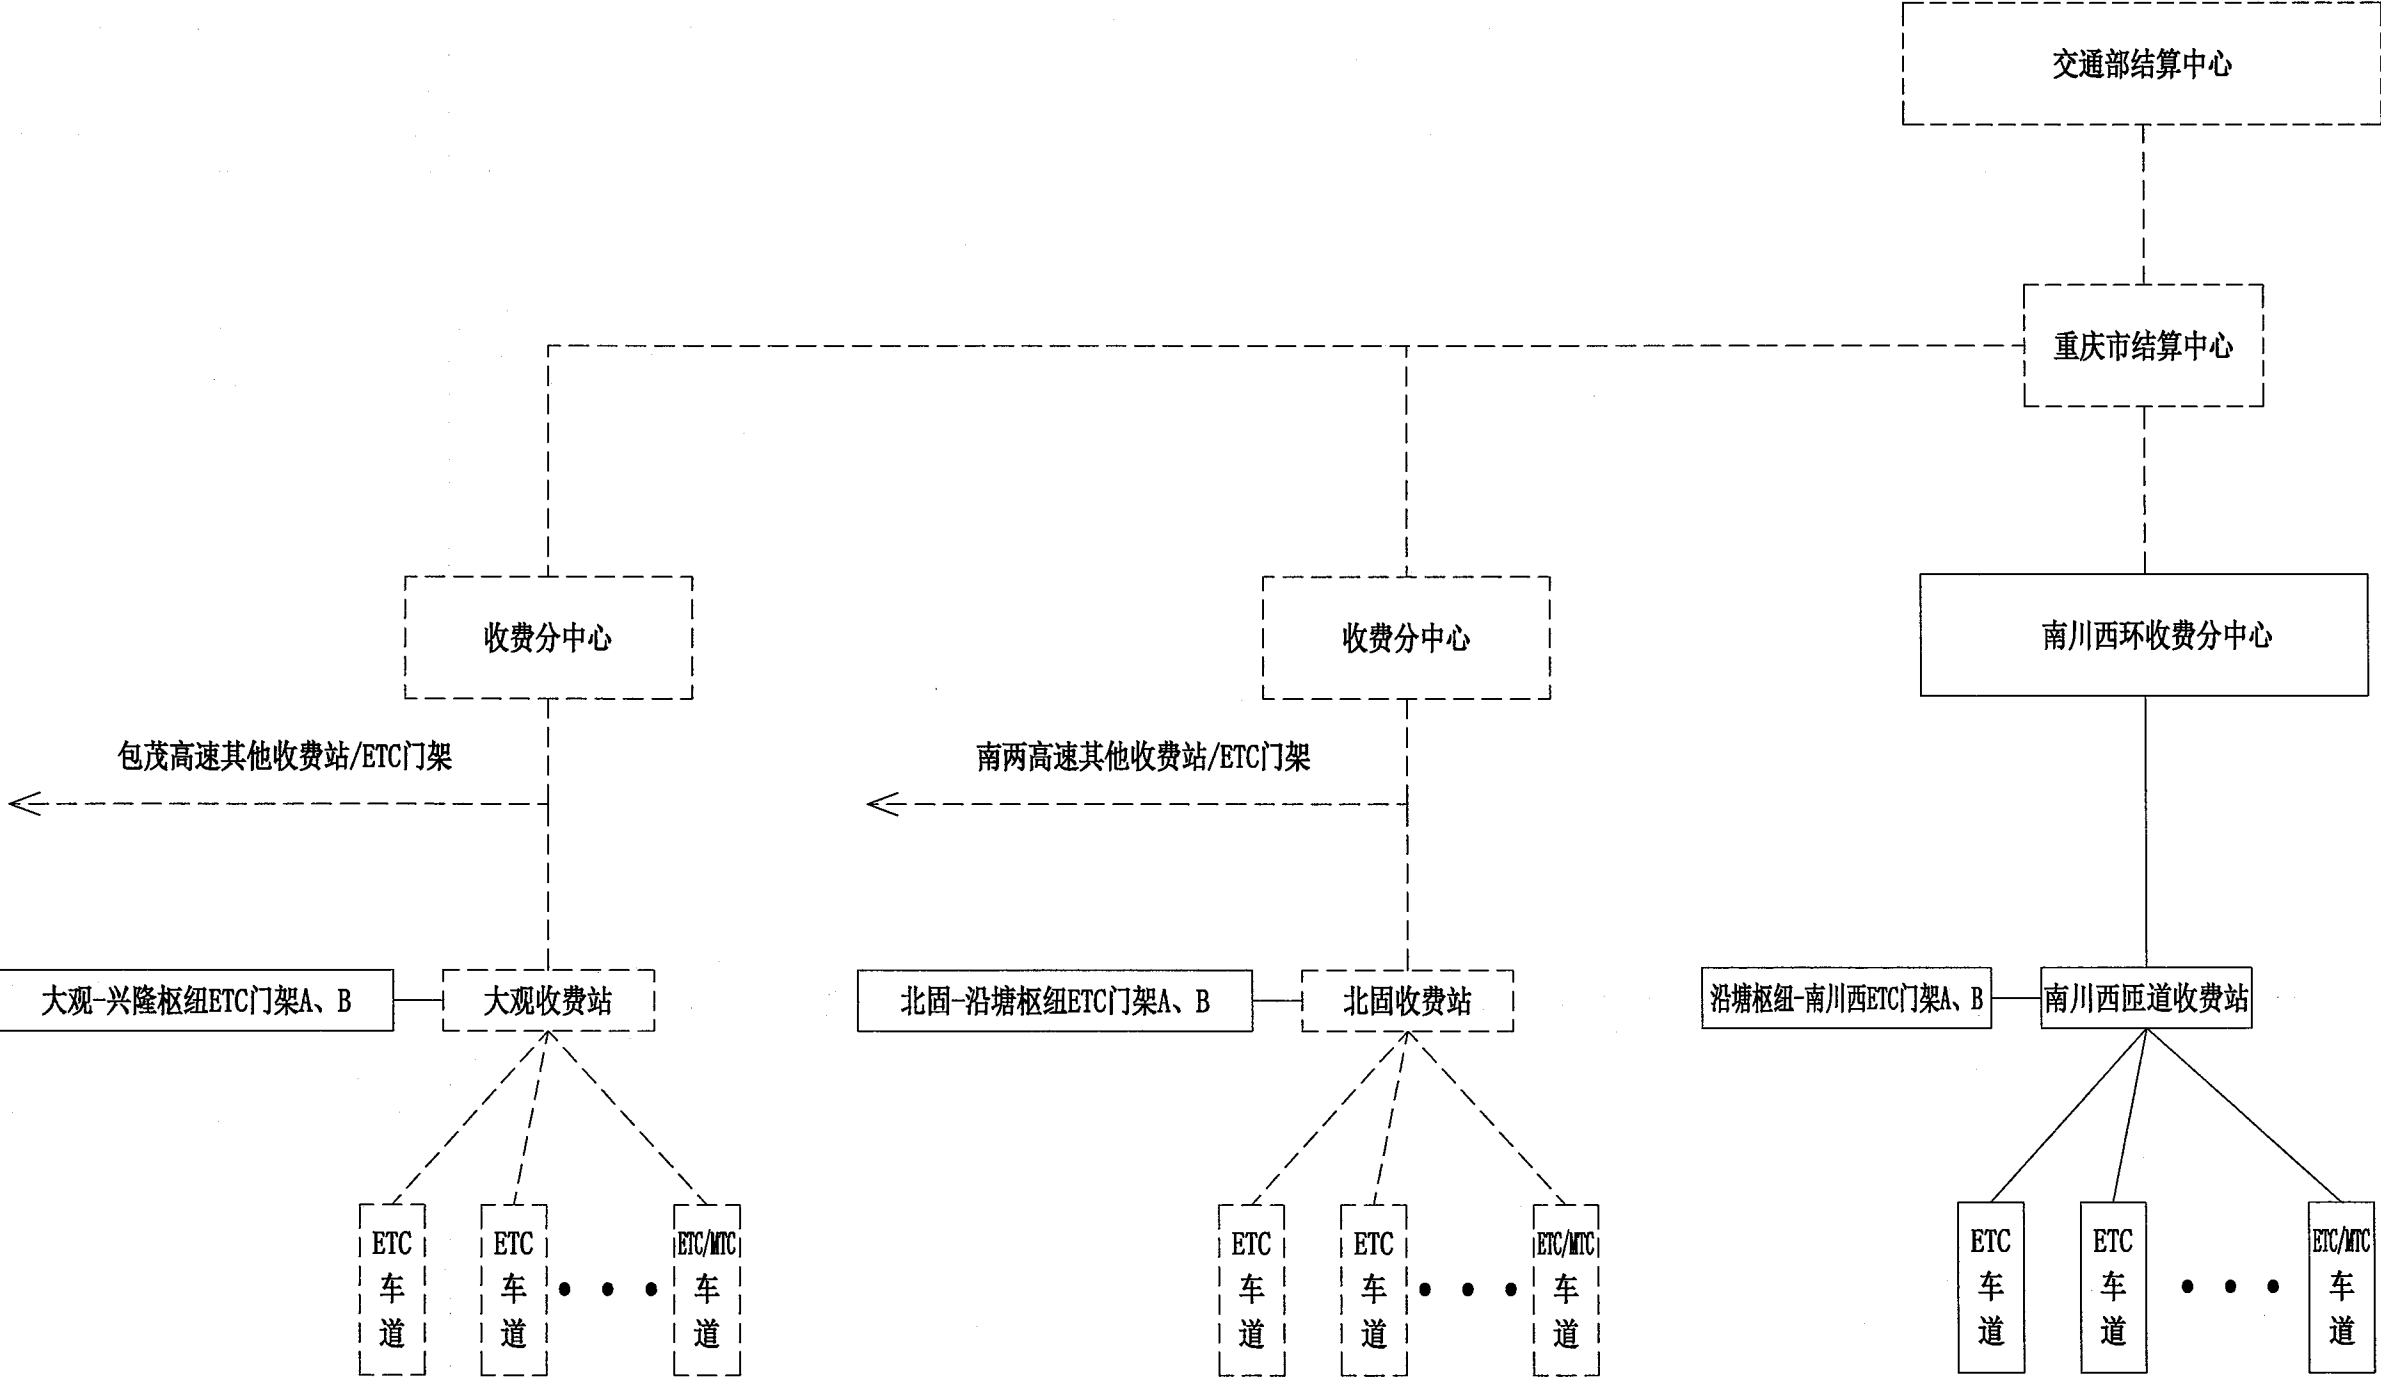 交通部结算中心
重庆市结算中心
收费分中心
收费分中心
南川西环收费分中心
包茂高速其他收费站/ETC门架
南两高速其他收费站/ETC门架
大观-兴隆枢纽ETC门架A、B
大观收费站
北固-沿塘枢纽ETC门架A、B
北固收费站
沿塘枢纽-南川西ETC门架A、B
南川西匝道收费站
ETC
车
道
ETC
车
道
ETC/MTC
车
道
ETC
车
道
ETC
车
道
ETC/MTC
车
道
ETC
车
道
ETC
车
道
ETC/MTC
车
道